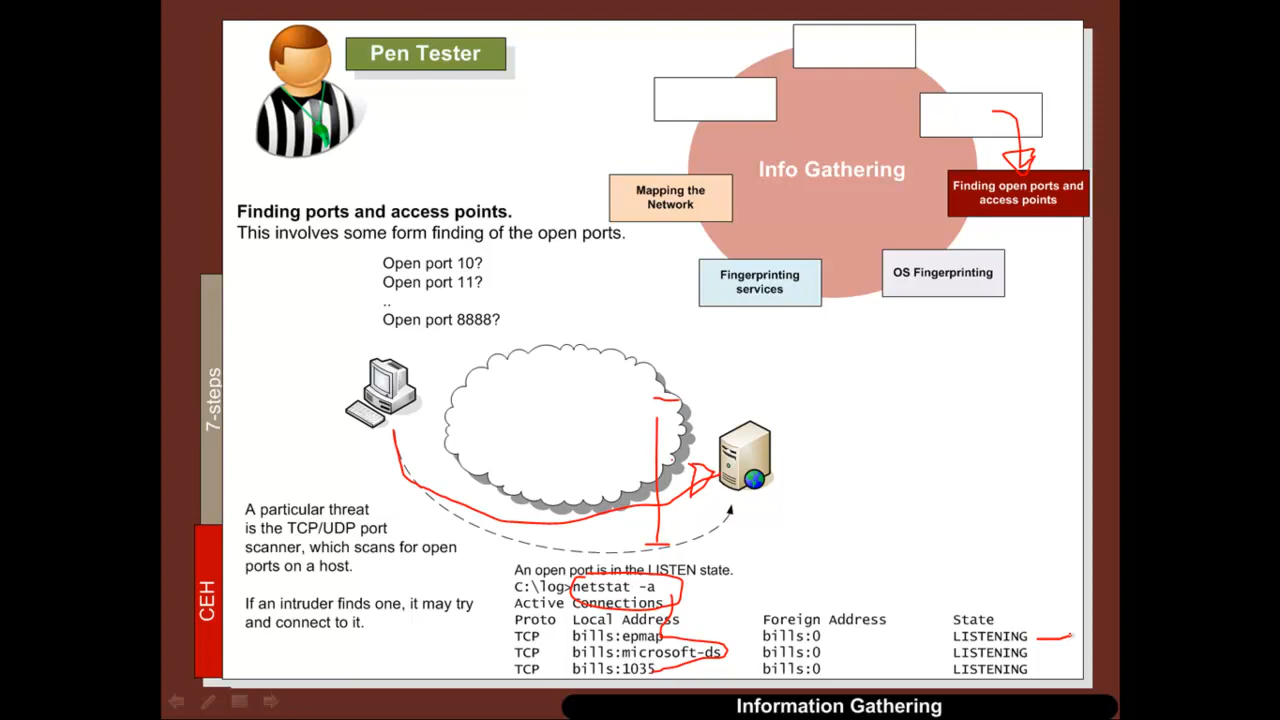 Pen Tester
Info Gathering
Finding open ports and
access points
Mapping the
Network
Fingerprinting
services
OS Fingerprinting
Finding ports and access points.
This involves some form finding of the open ports.
Open port 10?
Open port 11?
..
Open port 8888?
7-steps
CEH
A particular threat
is the TCP/UDP port
scanner, which scans for open
ports on a host.
If an intruder finds one, it may try
and connect to it.
An open port is in the LISTEN state.
C:\log>netstat -a
Active Connections
Proto Local Address Foreign Address State
TCP bills:epmap bills:0 LISTENING
TCP bills:microsoft-ds bills:0 LISTENING
TCP bills:1035 bills:0 LISTENING
Information Gathering